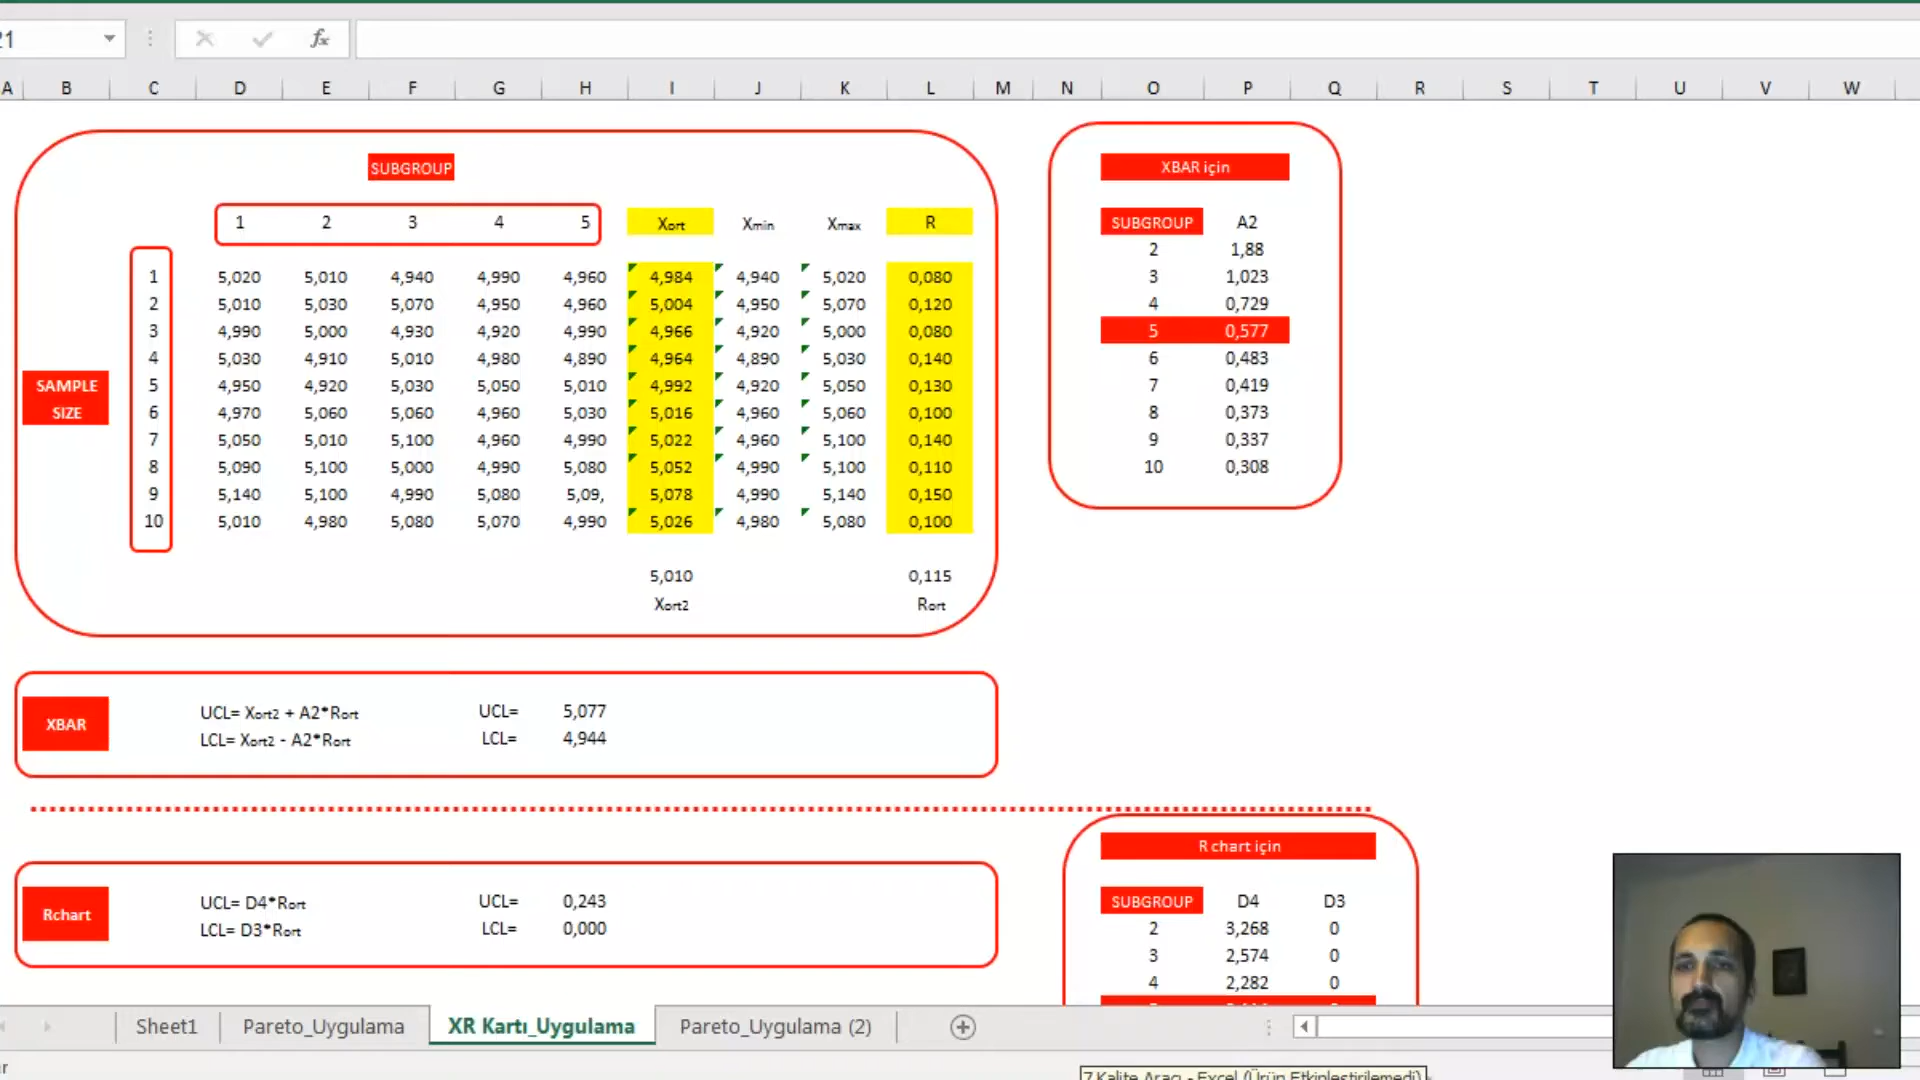 21
fx
A B C D E F G H I J K L M N O P Q R S T U V W
SUBGROUP
1 2 3 4 5 Xort Xmin Xmax R
1 5,020 5,010 4,940 4,990 4,960 4,984 4,940 5,020 0,080
2 5,010 5,030 5,070 4,950 4,960 5,004 4,950 5,070 0,120
3 4,990 5,000 4,930 4,920 4,990 4,966 4,920 5,000 0,080
4 5,030 4,910 5,010 4,980 4,890 4,964 4,890 5,030 0,140
5 4,950 4,920 5,030 5,050 5,010 4,992 4,920 5,050 0,130
6 4,970 5,060 5,060 4,960 5,030 5,016 4,960 5,060 0,100
7 5,050 5,010 5,100 4,960 4,990 5,022 4,960 5,100 0,140
8 5,090 5,100 5,000 4,990 5,080 5,052 4,990 5,100 0,110
9 5,140 5,100 4,990 5,080 5,09, 5,078 4,990 5,140 0,150
10 5,010 4,980 5,080 5,070 4,990 5,026 4,980 5,080 0,100
SAMPLE
SIZE
5,010 0,115
Xort2 Rort
XBAR için
SUBGROUP A2
2 1,88
3 1,023
4 0,729
5 0,577
6 0,483
7 0,419
8 0,373
9 0,337
10 0,308
XBAR
UCL= Xort2 + A2*Rort UCL= 5,077
LCL= Xort2 - A2*Rort LCL= 4,944
Rchart
UCL= D4*Rort UCL= 0,243
LCL= D3*Rort LCL= 0,000
R chart için
SUBGROUP D4 D3
2 3,268 0
3 2,574 0
4 2,282 0
Sheet1 Pareto_Uygulama XR Kartı_Uygulama Pareto_Uygulama (2)
7 Kalite Aracı - Excel (Ürün Etkinleştirilemedi)